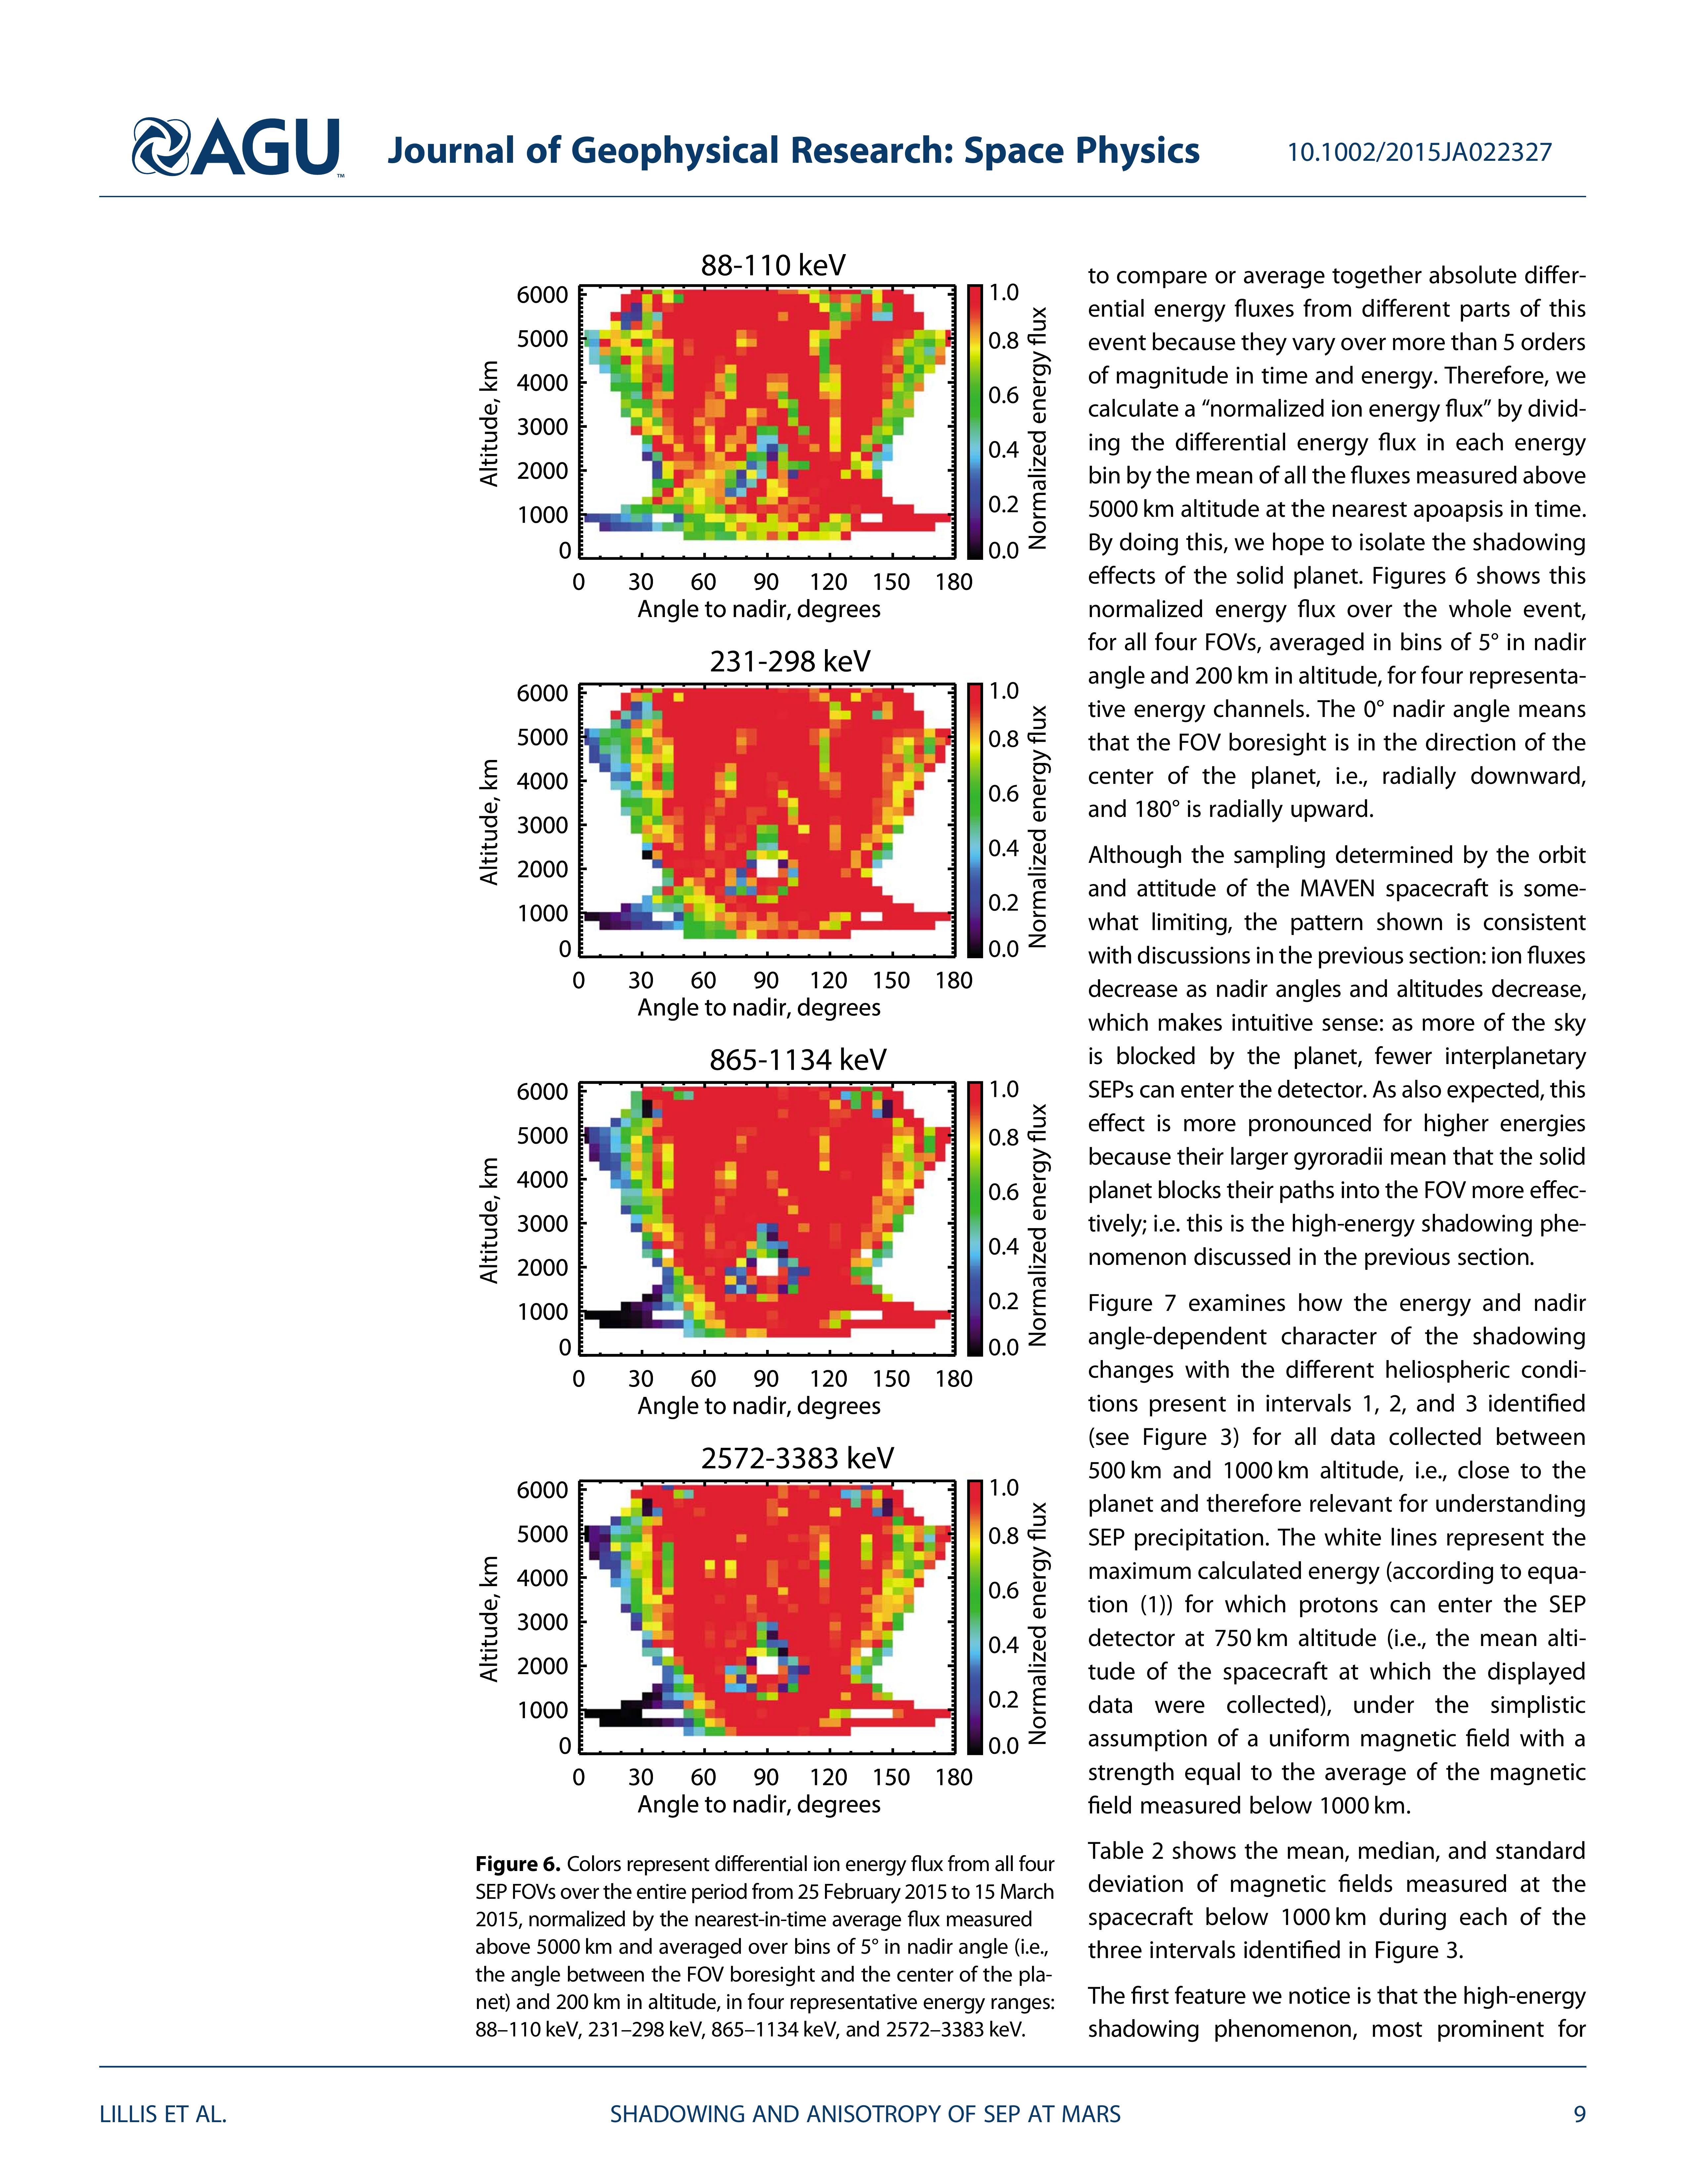 AGU™
Journal of Geophysical Research: Space Physics
10.1002/2015JA022327
88-110 keV
6000
5000
4000
3000
2000
1000
0
Altitude, km
0 30 60 90 120 150 180
Angle to nadir, degrees
1.0
0.8
0.6
0.4
0.2
0.0
Normalized energy flux
231-298 keV
6000
5000
4000
3000
2000
1000
0
Altitude, km
0 30 60 90 120 150 180
Angle to nadir, degrees
1.0
0.8
0.6
0.4
0.2
0.0
Normalized energy flux
865-1134 keV
6000
5000
4000
3000
2000
1000
0
Altitude, km
0 30 60 90 120 150 180
Angle to nadir, degrees
1.0
0.8
0.6
0.4
0.2
0.0
Normalized energy flux
2572-3383 keV
6000
5000
4000
3000
2000
1000
0
Altitude, km
0 30 60 90 120 150 180
Angle to nadir, degrees
1.0
0.8
0.6
0.4
0.2
0.0
Normalized energy flux
Figure 6. Colors represent differential ion energy flux from all four
SEP FOVs over the entire period from 25 February 2015 to 15 March
2015, normalized by the nearest-in-time average flux measured
above 5000 km and averaged over bins of 5° in nadir angle (i.e.,
the angle between the FOV boresight and the center of the pla-
net) and 200 km in altitude, in four representative energy ranges:
88–110 keV, 231–298 keV, 865–1134 keV, and 2572–3383 keV.
to compare or average together absolute differ-
ential energy fluxes from different parts of this
event because they vary over more than 5 orders
of magnitude in time and energy. Therefore, we
calculate a “normalized ion energy flux” by divid-
ing the differential energy flux in each energy
bin by the mean of all the fluxes measured above
5000 km altitude at the nearest apoapsis in time.
By doing this, we hope to isolate the shadowing
effects of the solid planet. Figures 6 shows this
normalized energy flux over the whole event,
for all four FOVs, averaged in bins of 5° in nadir
angle and 200 km in altitude, for four representa-
tive energy channels. The 0° nadir angle means
that the FOV boresight is in the direction of the
center of the planet, i.e., radially downward,
and 180° is radially upward.
Although the sampling determined by the orbit
and attitude of the MAVEN spacecraft is some-
what limiting, the pattern shown is consistent
with discussions in the previous section: ion fluxes
decrease as nadir angles and altitudes decrease,
which makes intuitive sense: as more of the sky
is blocked by the planet, fewer interplanetary
SEPs can enter the detector. As also expected, this
effect is more pronounced for higher energies
because their larger gyroradii mean that the solid
planet blocks their paths into the FOV more effec-
tively; i.e. this is the high-energy shadowing phe-
nomenon discussed in the previous section.
Figure 7 examines how the energy and nadir
angle-dependent character of the shadowing
changes with the different heliospheric condi-
tions present in intervals 1, 2, and 3 identified
(see Figure 3) for all data collected between
500 km and 1000 km altitude, i.e., close to the
planet and therefore relevant for understanding
SEP precipitation. The white lines represent the
maximum calculated energy (according to equa-
tion (1)) for which protons can enter the SEP
detector at 750 km altitude (i.e., the mean alti-
tude of the spacecraft at which the displayed
data were collected), under the simplistic
assumption of a uniform magnetic field with a
strength equal to the average of the magnetic
field measured below 1000 km.
Table 2 shows the mean, median, and standard
deviation of magnetic fields measured at the
spacecraft below 1000 km during each of the
three intervals identified in Figure 3.
The first feature we notice is that the high-energy
shadowing phenomenon, most prominent for
LILLIS ET AL.
SHADOWING AND ANISOTROPY OF SEP AT MARS
9